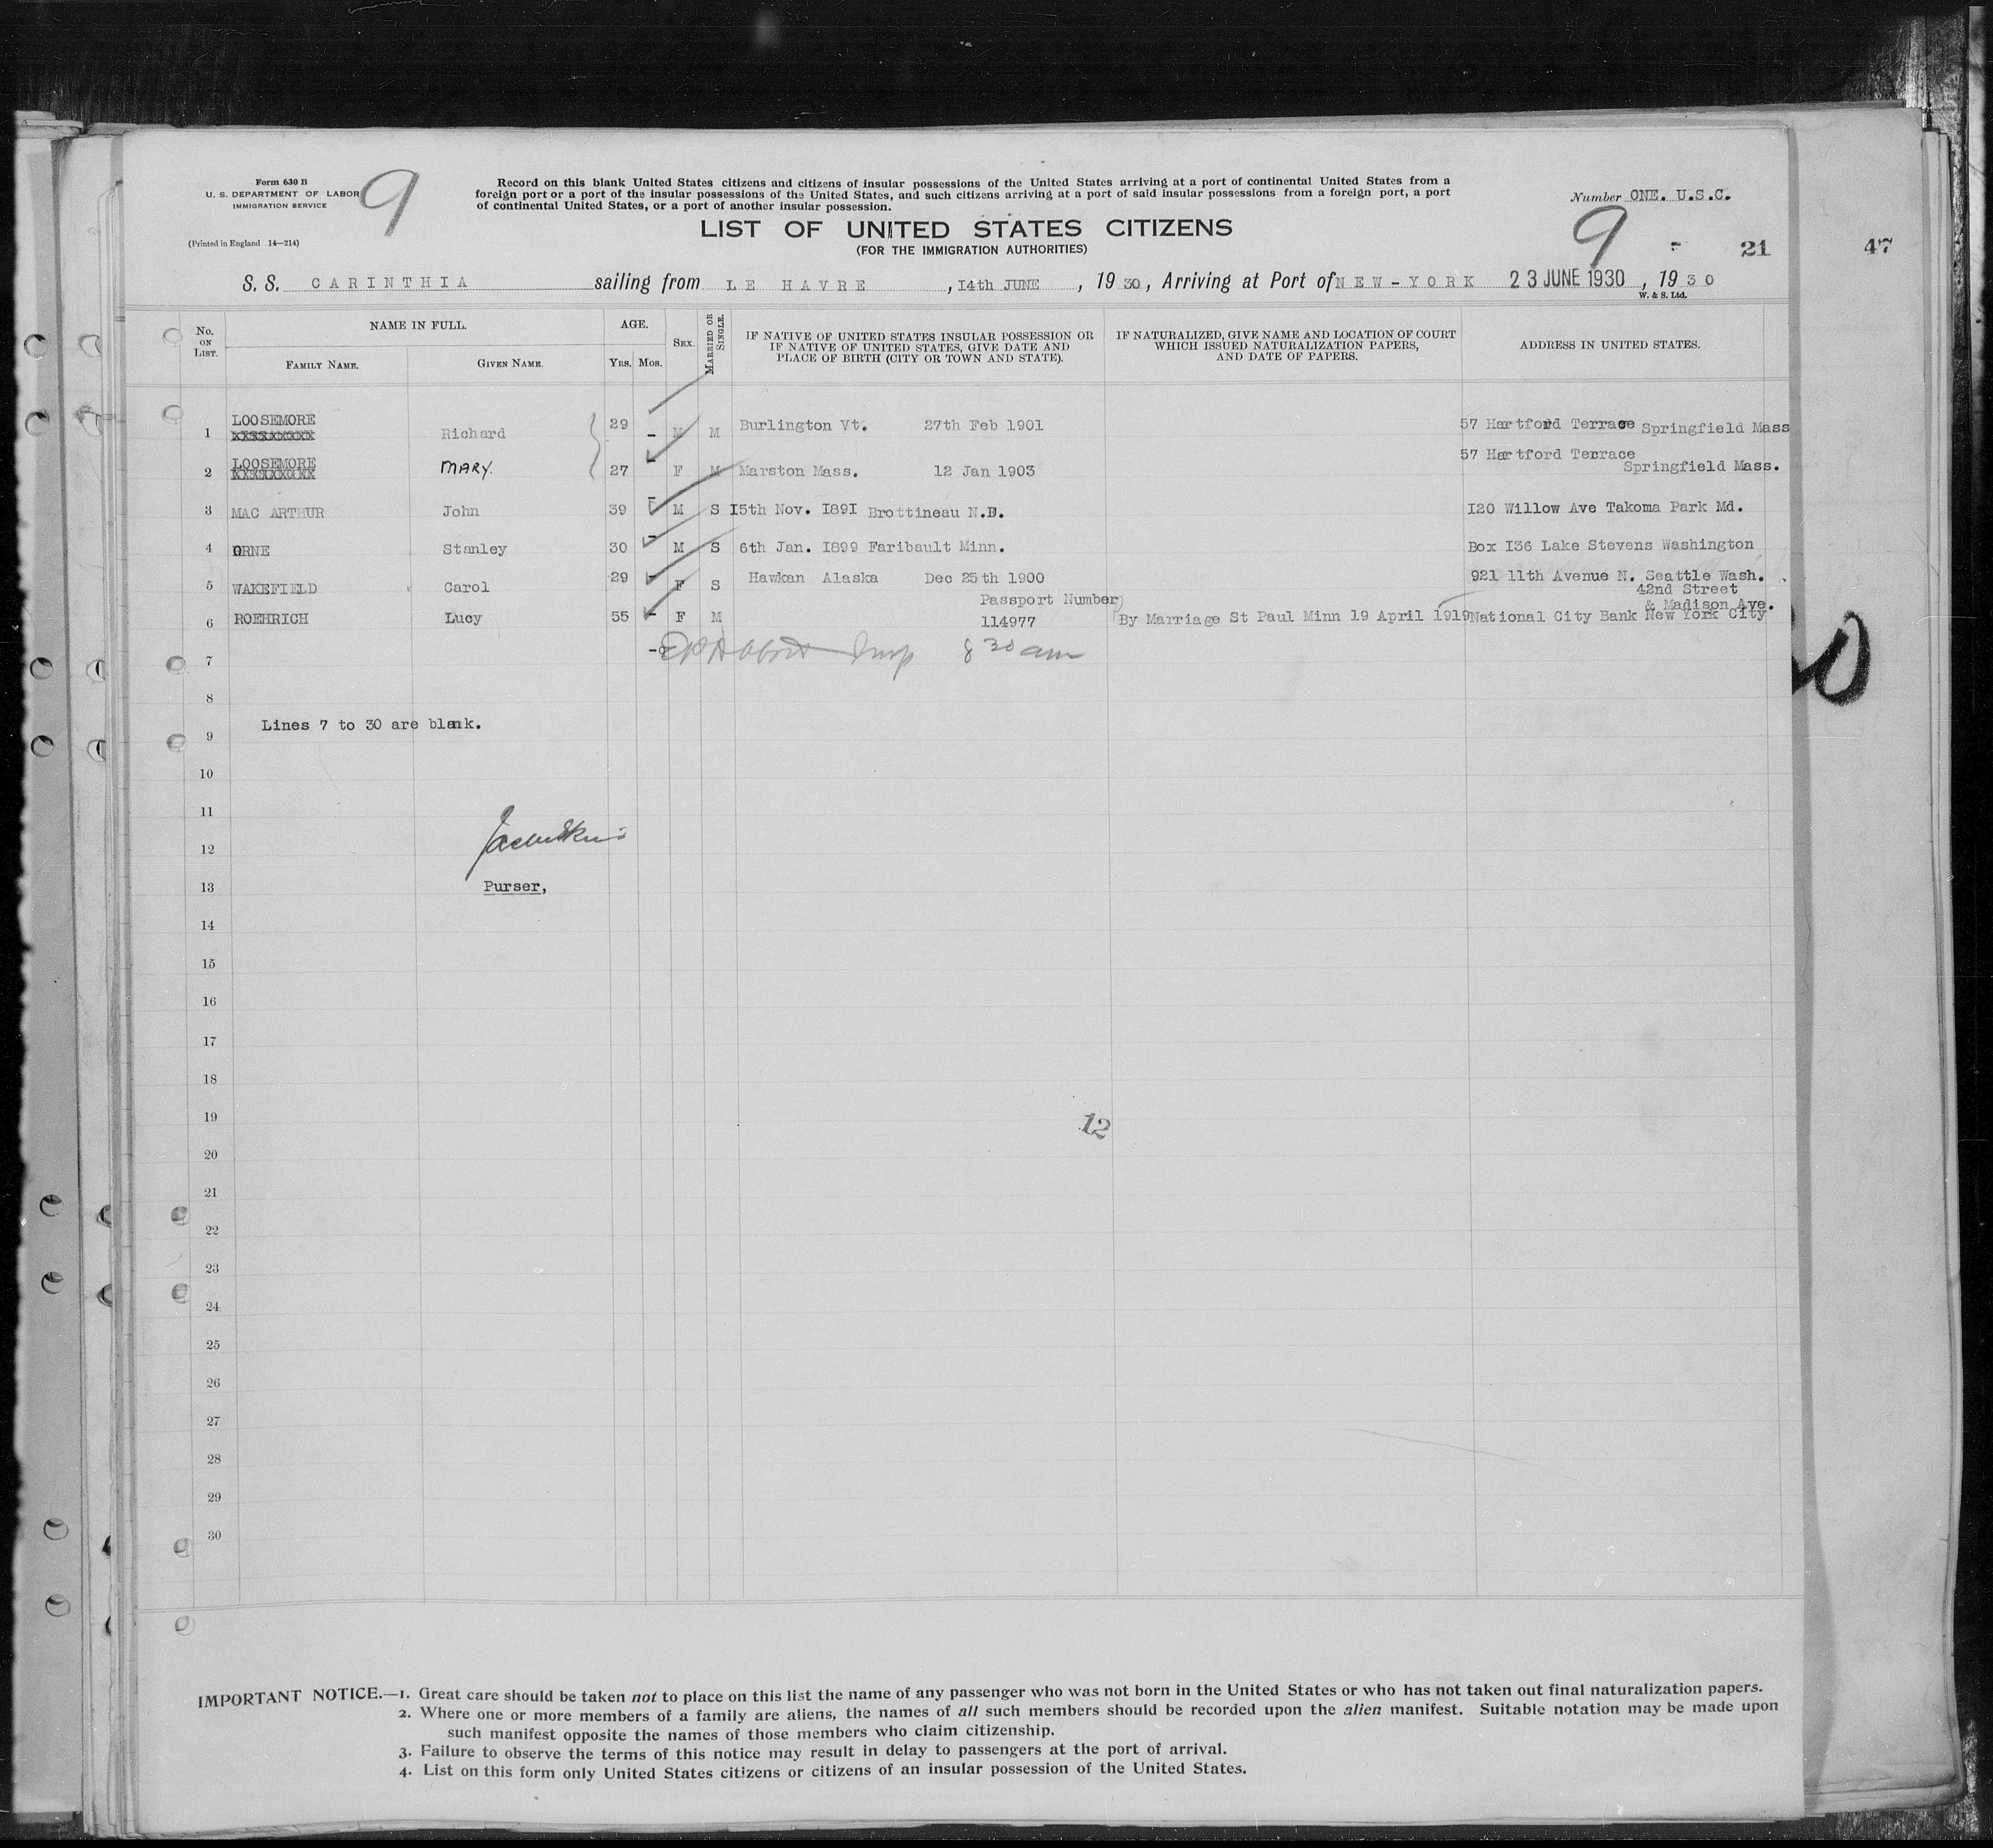 Form 630 B
U. S. DEPARTMENT OF LABOR
IMMIGRATION SERVICE
(Printed in England 14—214)
9
Record on this blank United States citizens and citizens of insular possessions of the United States arriving at a port of continental United States from a
foreign port or a port of the insular possessions of the United States, and such citizens arriving at a port of said insular possessions from a foreign port, a port
of continental United States, or a port of another insular possession.
Number ONE. U.S.C.
LIST OF UNITED STATES CITIZENS
(FOR THE IMMIGRATION AUTHORITIES)
9 21 47
S. S. CARINTHIA sailing from LE HAVRE, I4th JUNE, 1930, Arriving at Port of NEW-YORK 23 JUNE 1930, 1930
W. & S. Ltd.
No. ON LIST. NAME IN FULL. AGE. SEX. MARRIED OR SINGLE. IF NATIVE OF UNITED STATES INSULAR POSSESSION OR IF NATIVE OF UNITED STATES, GIVE DATE AND PLACE OF BIRTH (CITY OR TOWN AND STATE). IF NATURALIZED, GIVE NAME AND LOCATION OF COURT WHICH ISSUED NATURALIZATION PAPERS, AND DATE OF PAPERS. ADDRESS IN UNITED STATES.
FAMILY NAME. GIVEN NAME. YRS. MOS.
1 LOOSEMORE Richard 29 - M M Burlington Vt. 27th Feb 1901 57 Hartford Terrace Springfield Mass
2 LOOSEMORE MARY. 27 - F M Marston Mass. 12 Jan 1903 57 Hartford Terrace
Springfield Mass.
3 MAC ARTHUR John 39 - M S I5th Nov. I89I Brottineau N.D. I20 Willow Ave Takoma Park Md.
4 ORNE Stanley 30 - M S 6th Jan. I899 Faribault Minn. Box I36 Lake Stevens Washington
5 WAKEFIELD Carol 29 - F S Hawkan Alaska Dec 25th 1900 921 11th Avenue N. Seattle Wash.
Passport Number 42nd Street
& Madison Ave.
6 ROEHRICH Lucy 55 - F M 114977 By Marriage St Paul Minn 19 April 1919 National City Bank New York City
7 8 30 am
8
Lines 7 to 30 are blank.
9
10
11
12
13 Purser,
14
15
16
17
18
19 12
20
21
22
23
24
25
26
27
28
29
30
IMPORTANT NOTICE.—1. Great care should be taken not to place on this list the name of any passenger who was not born in the United States or who has not taken out final naturalization papers.
2. Where one or more members of a family are aliens, the names of all such members should be recorded upon the alien manifest. Suitable notation may be made upon
such manifest opposite the names of those members who claim citizenship.
3. Failure to observe the terms of this notice may result in delay to passengers at the port of arrival.
4. List on this form only United States citizens or citizens of an insular possession of the United States.